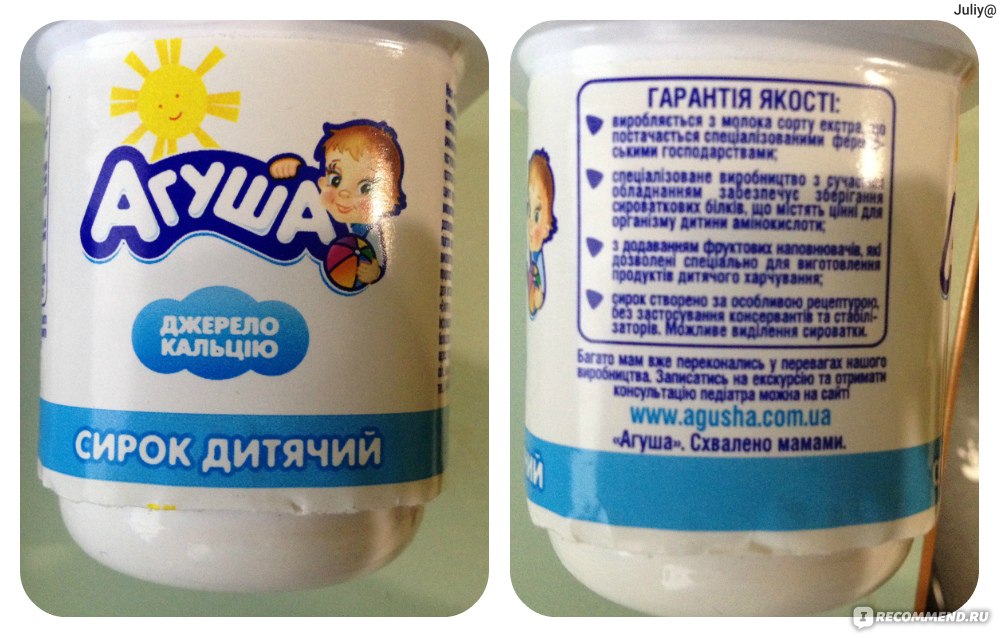 Juliy@
АГУША
ДЖЕРЕЛО
КАЛЬЦІЮ
СИРОК ДИТЯЧИЙ
ГАРАНТІЯ ЯКОСТІ:
виробляється з молока сорту екстра, що
постачається спеціалізованими
ськими господарствами;
спеціалізоване виробництво з
обладнанням забезпечує зберігання
сироваткових білків, що містять цінні для
організму дитини амінокислоти;
з додаванням фруктових наповнювачів, які
дозволені спеціально для виготовлення
продуктів дитячого харчування;
сирок створено за особливою рецептурою,
без застосування консервантів та стабілі-
заторів. Можливе виділення сироватки.
Багато мам вже переконались у перевагах нашого
виробництва. Записатись на екскурсію та отримати
консультацію педіатра можна на сайті
www.agusha.com.ua
«Агуша». Схвалено мамами.
I RECOMMEND.RU